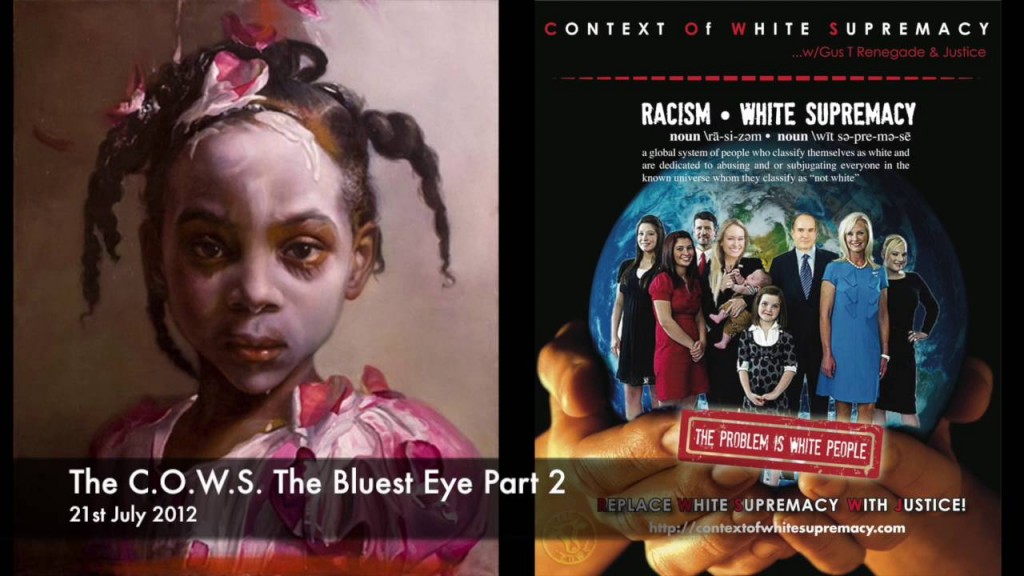 The C.O.W.S. The Bluest Eye Part 2
21st July 2012
CONTEXT Of WHITE SUPREMACY
...w/Gus T Renegade & Justice
RACISM • WHITE SUPREMACY
noun \rā-si-zəm • noun \wīt sə-pre-mə-sē
a global system of people who classify themselves as white and
are dedicated to abusing and or subjugating everyone in the
known universe whom they classify as “not white”
THE PROBLEM IS WHITE PEOPLE
REPLACE WHITE SUPREMACY WITH JUSTICE!
http://contextofwhitesupremacy.com